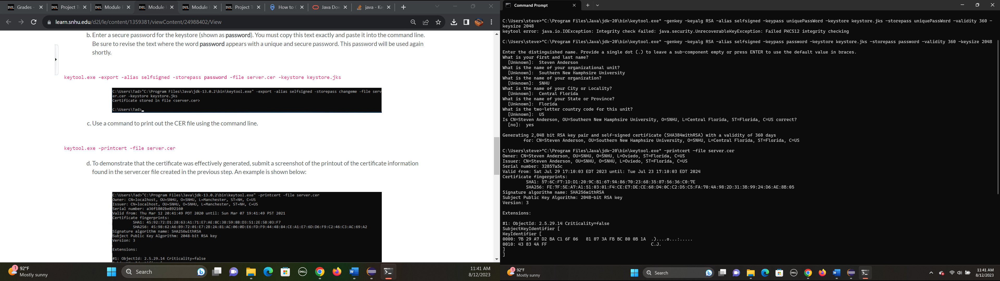 Grades -
Project T
Module
Module
Module
Project T
How to
Java Dow
java - Ke
learn.snhu.edu/d2l/le/content/1359381/viewContent/24988402/View
b. Enter a secure password for the keystore (shown as password). You must copy this text exactly and paste it into the command line.
Be sure to revise the text where the word password appears with a unique and secure password. This password will be used again
shortly.
keytool.exe -export -alias selfsigned -storepass password -file server.cer -keystore keystore.jks
C:\Users\Tad>"C:\Program Files\Java\jdk-13.0.2\bin\keytool.exe" -export -alias selfsigned -storepass changeme -file serv
er.cer -keystore keystore.jks
Certificate stored in file <server.cer>
C:\Users\Tad>
c. Use a command to print out the CER file using the command line.
keytool.exe -printcert -file server.cer
d. To demonstrate that the certificate was effectively generated, submit a screenshot of the printout of the certificate information
found in the server.cer file created in the previous step. An example is shown below:
C:\Users\Tad>"C:\Program Files\Java\jdk-13.0.2\bin\keytool.exe" -printcert -file server.cer
Owner: CN=localhost, OU=SNHU, O=SNHU, L=Manchester, ST=NH, C=US
Issuer: CN=localhost, OU=SNHU, O=SNHU, L=Manchester, ST=NH, C=US
Serial number: a36f1802be892160
Valid from: Thu Mar 12 20:41:49 PDT 2020 until: Sun Mar 07 19:41:49 PST 2021
Certificate fingerprints:
SHA1: 45:92:72:D1:28:63:A1:71:E7:AE:8C:38:59:8B:D3:51:2E:5B:03:F7
SHA256: 45:98:62:A6:B9:72:01:E7:2B:2A:81:AC:06:0D:E6:FD:F9:44:48:84:CE:A1:E7:6D:D6:F9:C2:46:C3:AC:69:A2
Signature algorithm name: SHA256withRSA
Subject Public Key Algorithm: 2048-bit RSA key
Version: 3
Extensions:
#1: ObjectId: 2.5.29.14 Criticality=false
1
92°F
Mostly sunny
Search
DELL
11:41 AM
8/12/2023
Command Prompt
C:\Users\steve>"C:\Program Files\Java\jdk-20\bin\keytool.exe" -genkey -keyalg RSA -alias selfsigned -keypass uniquePassWord -keystore keystore.jks -storepass uniquePassWord -validity 360 -
keysize 2048
keytool error: java.io.IOException: Integrity check failed: java.security.UnrecoverableKeyException: Failed PKCS12 integrity checking
C:\Users\steve>"C:\Program Files\Java\jdk-20\bin\keytool.exe" -genkey -keyalg RSA -alias selfsigned -keypass password -keystore keystore.jks -storepass password -validity 360 -keysize 2048
Enter the distinguished name. Provide a single dot (.) to leave a sub-component empty or press ENTER to use the default value in braces.
What is your first and last name?
[Unknown]: Steven Anderson
What is the name of your organizational unit?
[Unknown]: Southern New Hamphsire University
What is the name of your organization?
[Unknown]: SNHU
What is the name of your City or Locality?
[Unknown]: Central Florida
What is the name of your State or Province?
[Unknown]: Florida
What is the two-letter country code for this unit?
[Unknown]: US
Is CN=Steven Anderson, OU=Southern New Hamphsire University, O=SNHU, L=Central Florida, ST=Florida, C=US correct?
[no]: yes
Generating 2,048 bit RSA key pair and self-signed certificate (SHA384withRSA) with a validity of 360 days
for: CN=Steven Anderson, OU=Southern New Hamphsire University, O=SNHU, L=Central Florida, ST=Florida, C=US
C:\Users\steve>"C:\Program Files\Java\jdk-20\bin\keytool.exe" -printcert -file server.cer
Owner: CN=Steven Anderson, OU=SNHU, O=SNHU, L=Oviedo, ST=Florida, C=US
Issuer: CN=Steven Anderson, OU=SNHU, O=SNHU, L=Oviedo, ST=Florida, C=US
Serial number: 32857a5c
Valid from: Sat Jul 29 17:10:03 EDT 2023 until: Tue Jul 23 17:10:03 EDT 2024
Certificate fingerprints:
SHA1: 57:6C:F7:1D:D1:20:9C:B1:67:9A:86:70:23:68:35:87:56:36:C0:7E
SHA256: FE:7F:5E:A7:A1:51:03:01:F4:CE:E7:DE:CE:68:D4:0C:C2:D5:C5:FA:70:4A:98:2D:31:3B:99:24:D6:AE:8B:05
Signature algorithm name: SHA256withRSA
Subject Public Key Algorithm: 2048-bit RSA key
Version: 3
Extensions:
#1: ObjectId: 2.5.29.14 Criticality=false
SubjectKeyIdentifier [
KeyIdentifier [
0000: 7B 29 A7 D2 BA C1 6F 06 81 87 3A FB BC 80 0B 1A .)....o...:.....
0010: 43 83 4A FF C.J.
]
]
1
92°F
Mostly sunny
Search
DELL
11:41 AM
8/12/2023